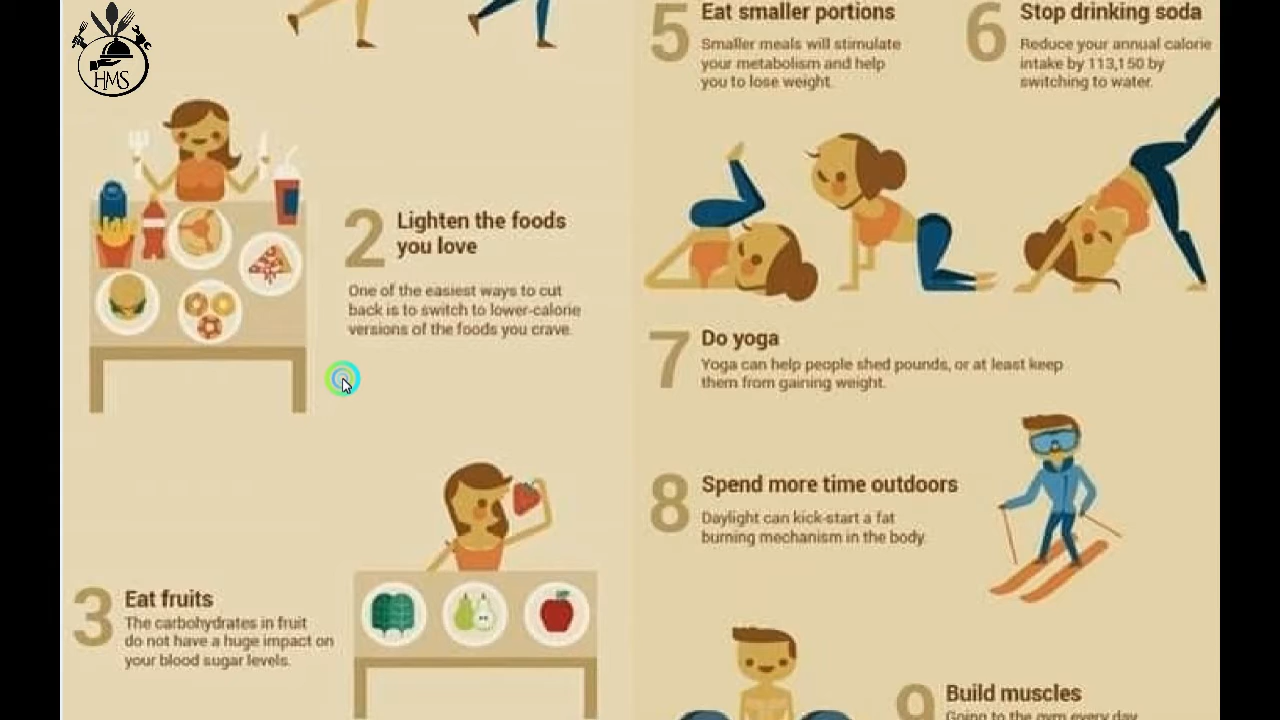 HMS
2 Lighten the foods
you love
One of the easiest ways to cut
back is to switch to lower-calorie
versions of the foods you crave.
3 Eat fruits
The carbohydrates in fruit
do not have a huge impact on
your blood sugar levels.
5 Eat smaller portions
Smaller meals will stimulate
your metabolism and help
you to lose weight.
6 Stop drinking soda
Reduce your annual calorie
intake by 113,150 by
switching to water.
7 Do yoga
Yoga can help people shed pounds, or at least keep
them from gaining weight.
8 Spend more time outdoors
Daylight can kick-start a fat
burning mechanism in the body.
9 Build muscles
Going to the gym every day